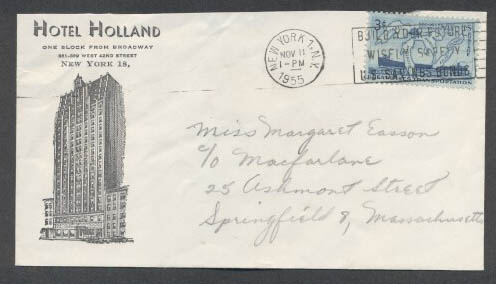 HOTEL HOLLAND
ONE BLOCK FROM BROADWAY
351-359 WEST 42ND STREET
NEW YORK 18,
NEW YORK 1, N.Y.
NOV 11
1-PM
1955
3¢
BUILD YOUR FUTURE
WISELY SAFELY
U.S. SAVINGS BONDS
Miss Margaret Easson
c/o Macfarlane
25 Ashmont Street
Springfield 8, Massachusetts